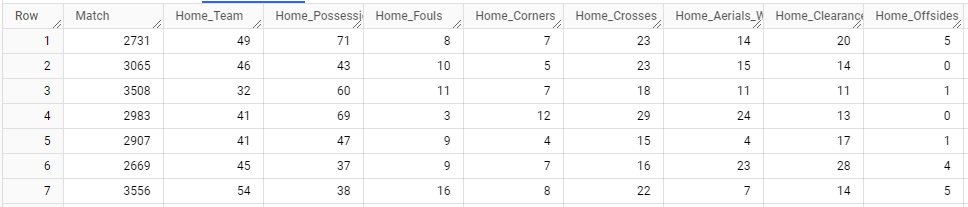 Row Match Home_Team Home_Possessi Home_Fouls Home_Corners Home_Crosses Home_Aerials_W Home_Clearance Home_Offsides
1 2731 49 71 8 7 23 14 20 5
2 3065 46 43 10 5 23 15 14 0
3 3508 32 60 11 7 18 11 11 1
4 2983 41 69 3 12 29 24 13 0
5 2907 41 47 9 4 15 4 17 1
6 2669 45 37 9 7 16 23 28 4
7 3556 54 38 16 8 22 7 14 5